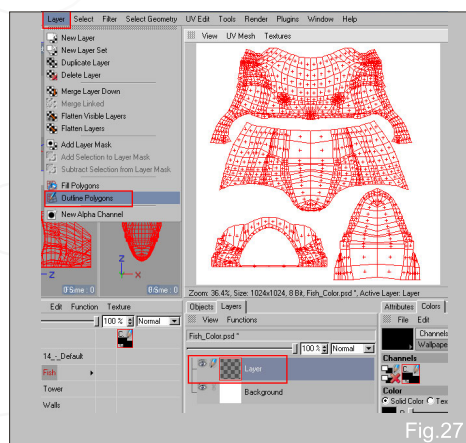 Layer Select Filter Select Geometry UV Edit Tools Render Plugins Window Help
New Layer
New Layer Set
Duplicate Layer
Delete Layer
Merge Layer Down
Merge Linked
Flatten Visible Layers
Flatten Layers
Add Layer Mask
Add Selection to Layer Mask
Subtract Selection from Layer Mask
Fill Polygons
Outline Polygons
New Alpha Channel
View UV Mesh Textures
Z
-Z
X
Zoom: 36.4%, Size: 1024x1024, 8 Bit, Fish_Color.psd *, Active Layer: Layer
Edit Function Texture
100 % Normal
14_-_Default
Fish
Tower
Walls
Objects Layers
View Functions
Fish_Color.psd *
100 % Normal
Layer
Background
Attributes Colors
File Edit
Channels
Wallpape
Channels
Color
Solid Color Tex
Fig.27